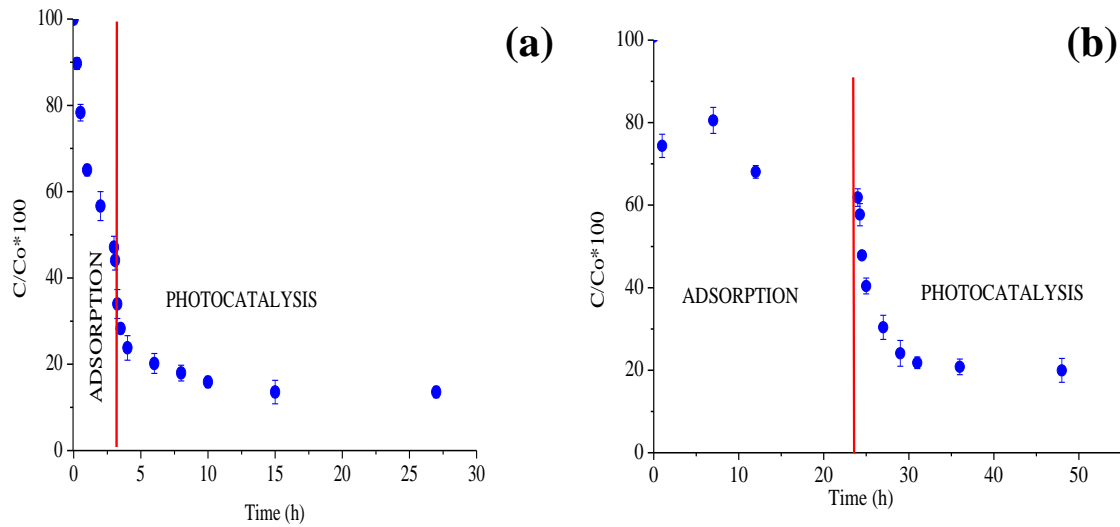 (a)
100
80
60
40
20
0
C/Co*100
ADSORPTION
PHOTOCATALYSIS
0 5 10 15 20 25 30
Time (h)
(b)
100
80
60
40
20
0
C/Co*100
ADSORPTION
PHOTOCATALYSIS
0 10 20 30 40 50
Time (h)